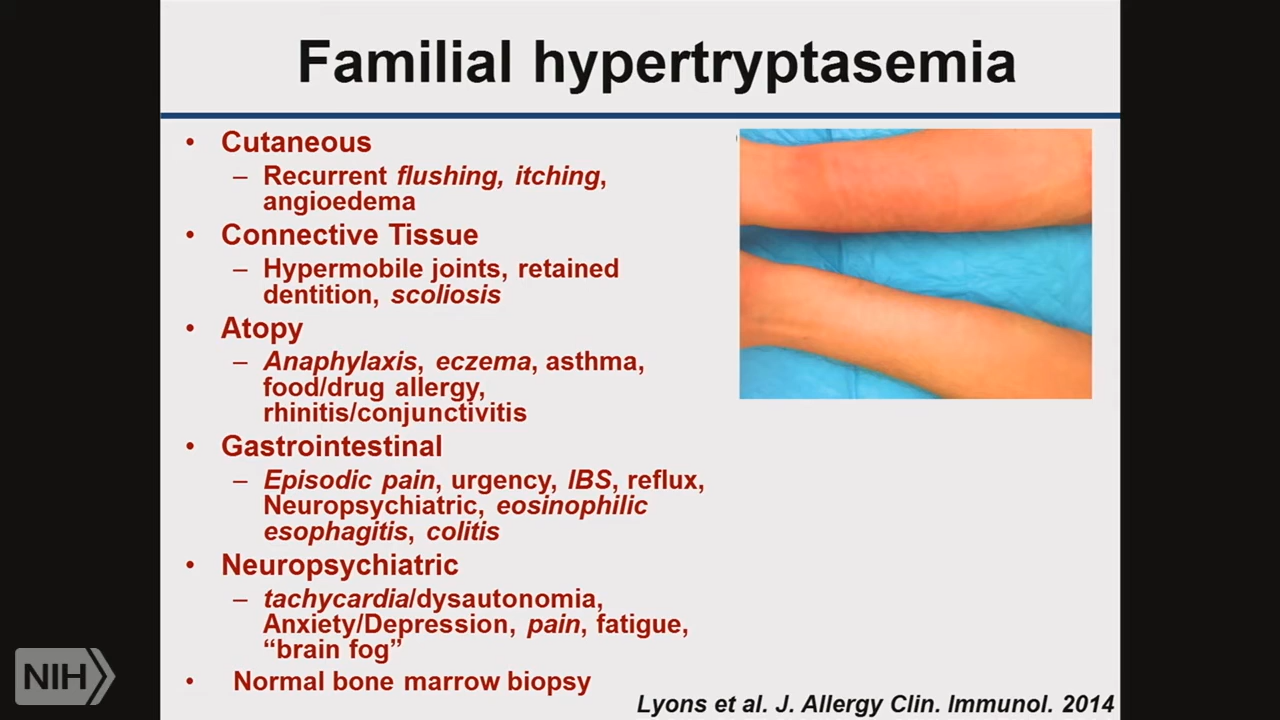 Familial hypertryptasemia
• Cutaneous
– Recurrent flushing, itching,
angioedema
• Connective Tissue
– Hypermobile joints, retained
dentition, scoliosis
• Atopy
– Anaphylaxis, eczema, asthma,
food/drug allergy,
rhinitis/conjunctivitis
• Gastrointestinal
– Episodic pain, urgency, IBS, reflux,
Neuropsychiatric, eosinophilic
esophagitis, colitis
• Neuropsychiatric
– tachycardia/dysautonomia,
Anxiety/Depression, pain, fatigue,
“brain fog”
• Normal bone marrow biopsy
Lyons et al. J. Allergy Clin. Immunol. 2014
NIH